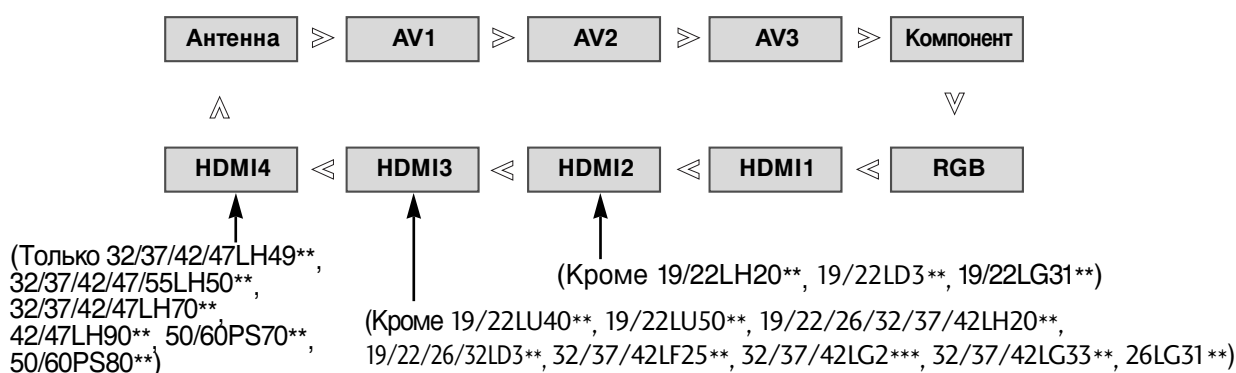 Антенна AV1 AV2 AV3 Компонент
HDMI4 HDMI3 HDMI2 HDMI1 RGB
(Только 32/37/42/47LH49**,
32/37/42/47/55LH50**,
32/37/42/47LH70**,
42/47LH90**, 50/60PS70**,
50/60PS80**)
(Кроме 19/22LH20**, 19/22LD3**, 19/22LG31**)
(Кроме 19/22LU40**, 19/22LU50**, 19/22/26/32/37/42LH20**,
19/22/26/32LD3**, 32/37/42LF25**, 32/37/42LG2***, 32/37/42LG33**, 26LG31**)